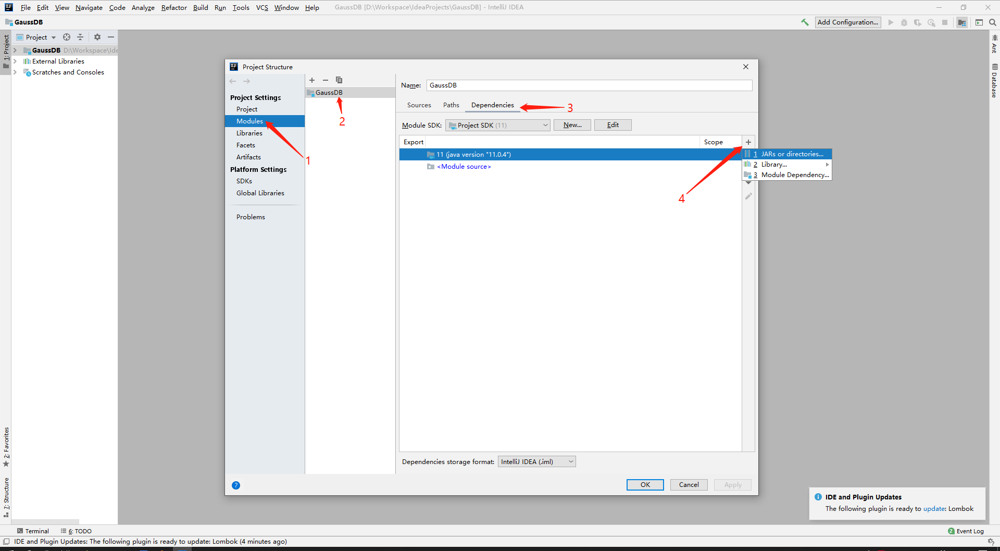 File Edit View Navigate Code Analyze Refactor Build Run Tools VCS Window Help GaussDB [D:\Workspace\IdeaProjects\GaussDB] - IntelliJ IDEA
GaussDB
Add Configuration...
1: Project
Project
GaussDB D:\Workspace\Ide
External Libraries
Scratches and Consoles
Ant
Database
Project Structure
Project Settings
Project
Modules
Libraries
Facets
Artifacts
Platform Settings
SDKs
Global Libraries
Problems
GaussDB
1
2
3
4
Name: GaussDB
Sources Paths Dependencies
Module SDK: Project SDK (11) New... Edit
Export Scope
11 (java version "11.0.4")
<Module source>
1 JARs or directories...
2 Library...
3 Module Dependency...
Dependencies storage format: IntelliJ IDEA (.iml)
?
OK Cancel Apply
2: Favorites
7: Structure
IDE and Plugin Updates
The following plugin is ready to update: Lombok
Terminal 6: TODO
2 Event Log
IDE and Plugin Updates: The following plugin is ready to update: Lombok (4 minutes ago)